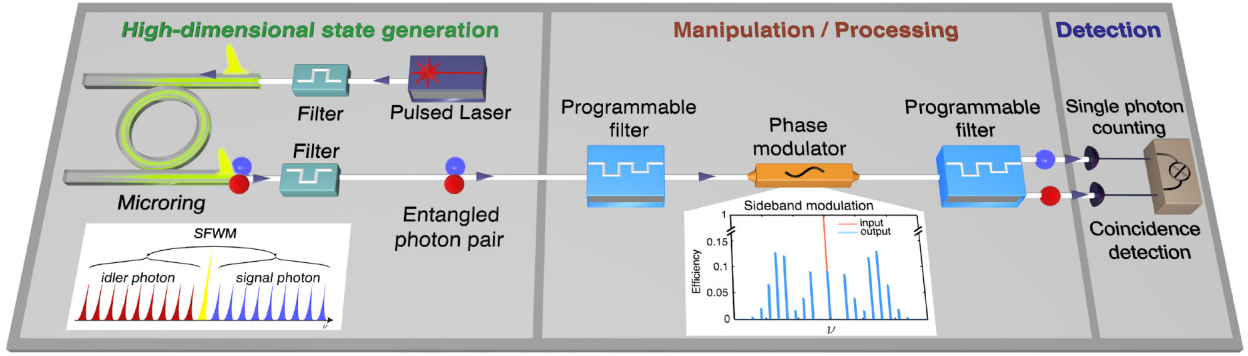 High-dimensional state generation
Filter
Pulsed Laser
Filter
Microring
Entangled
photon pair
SFWM
idler photon
signal photon
ν
Manipulation / Processing
Programmable
filter
Phase
modulator
Programmable
filter
Sideband modulation
input
output
Efficiency
1
0.15
0.1
0.05
0
ν
Detection
Single photon
counting
Coincidence
detection